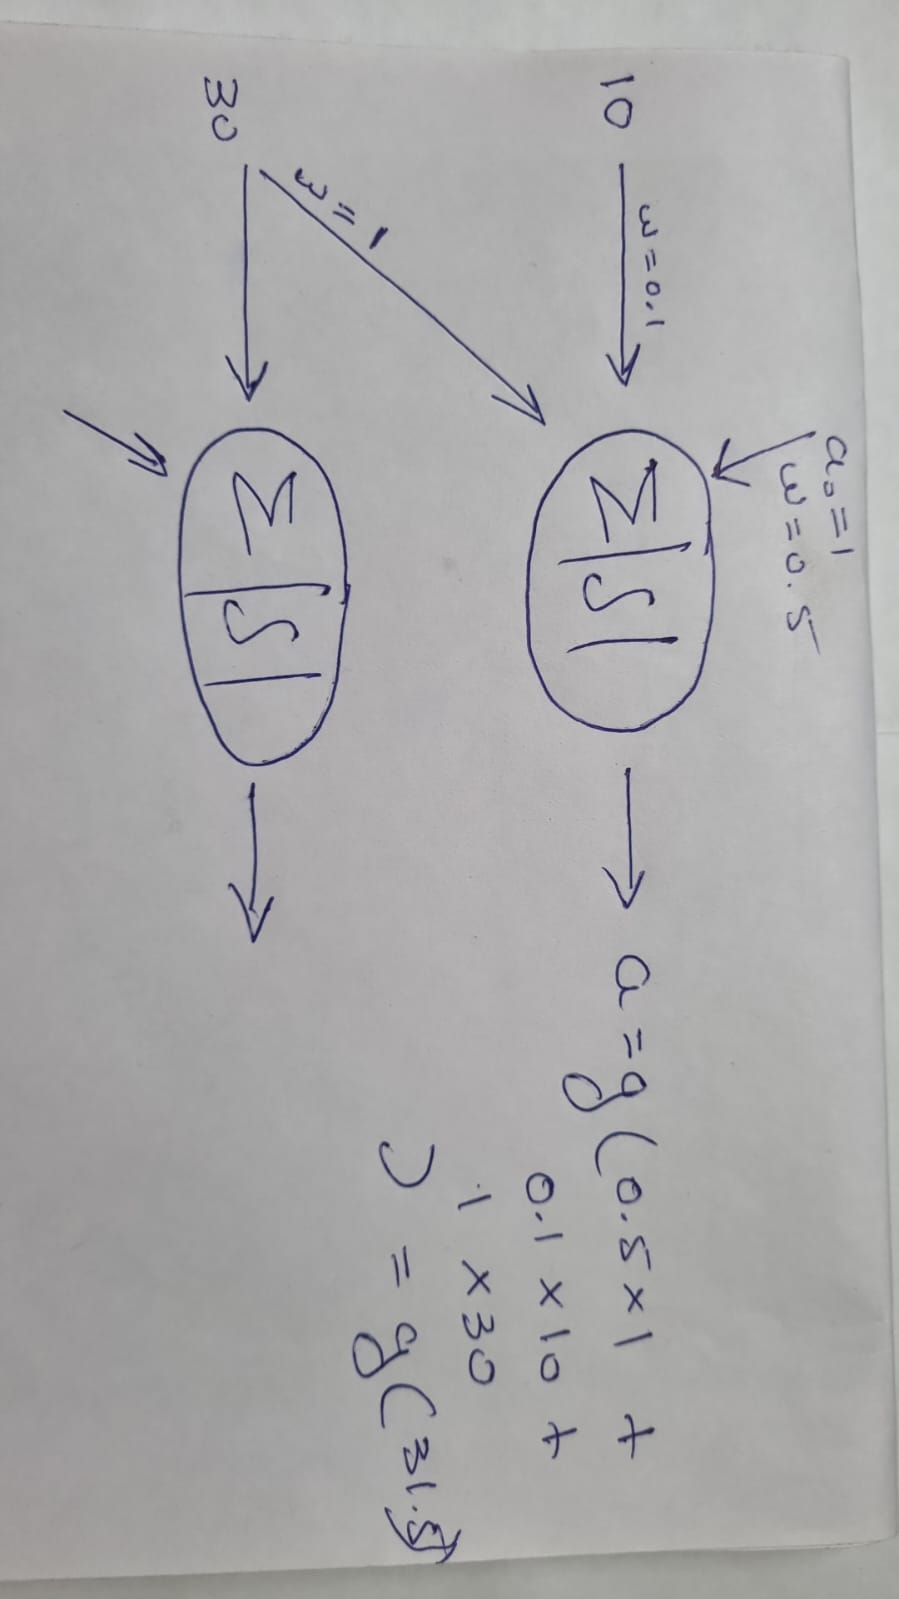 a₀=1
w=0.5
10
w=0.1
Σ|∫|
a=g(0.5×1 +
0.1×10 +
1×30
) = g(31.5)
w=1
30
Σ|∫|